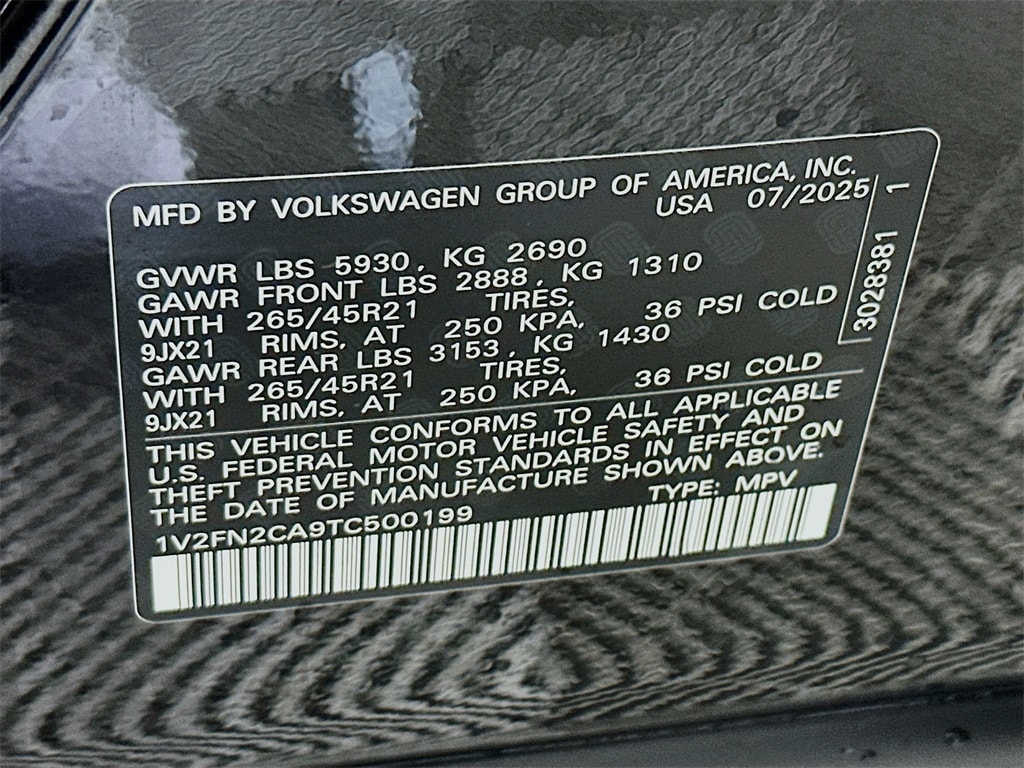 MFD BY VOLKSWAGEN GROUP OF AMERICA, INC.
USA 07/2025
GVWR LBS 5930, KG 2690
GAWR FRONT LBS 2888, KG 1310
WITH 265/45R21 TIRES,
9JX21 RIMS, AT 250 KPA, 36 PSI COLD
GAWR REAR LBS 3153, KG 1430
WITH 265/45R21 TIRES,
9JX21 RIMS, AT 250 KPA, 36 PSI COLD
THIS VEHICLE CONFORMS TO ALL APPLICABLE
U.S. FEDERAL MOTOR VEHICLE SAFETY AND
THEFT PREVENTION STANDARDS IN EFFECT ON
THE DATE OF MANUFACTURE SHOWN ABOVE.
1V2FN2CA9TC500199 TYPE: MPV
3028381 1